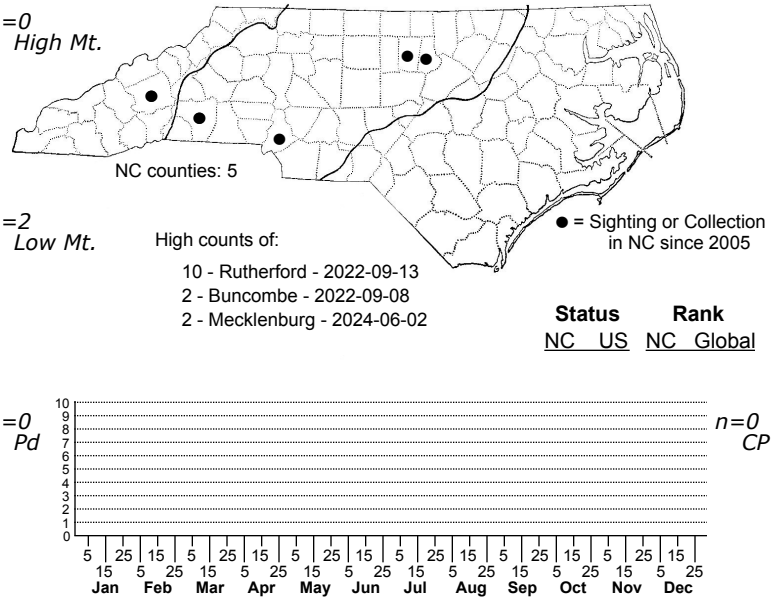 =0
High Mt.
NC counties: 5
=2
Low Mt.
● = Sighting or Collection
in NC since 2005
High counts of:
10 - Rutherford - 2022-09-13
2 - Buncombe - 2022-09-08
2 - Mecklenburg - 2024-06-02
Status Rank
NC US NC Global
=0
Pd
n=0
CP
10
9
8
7
6
5
4
3
2
1
0
5 25 15 5 25 15 5 25 15 5 25 15 5 25 15 5 25 15
15 5 25 15 5 25 15 5 25 15 5 25 15 5 25 15 5 25
Jan Feb Mar Apr May Jun Jul Aug Sep Oct Nov Dec